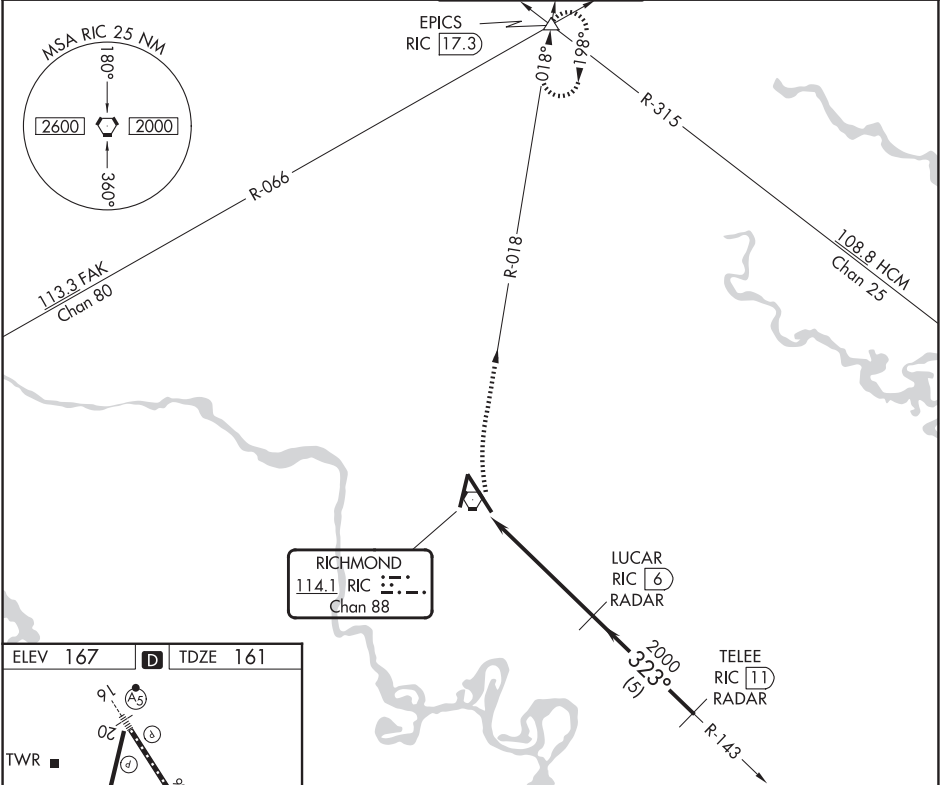 EPICS
RIC 17.3
MSA RIC 25 NM
180°
2600
2000
360°
018°
198°
R-315
R-066
R-018
113.3 FAK
Chan 80
108.8 HCM
Chan 25
RICHMOND
114.1 RIC
Chan 88
LUCAR
RIC 6
RADAR
2000
323°
(5)
TELEE
RIC 11
RADAR
R-143
ELEV 167 D TDZE 161
16
A5
20
P
P
TWR